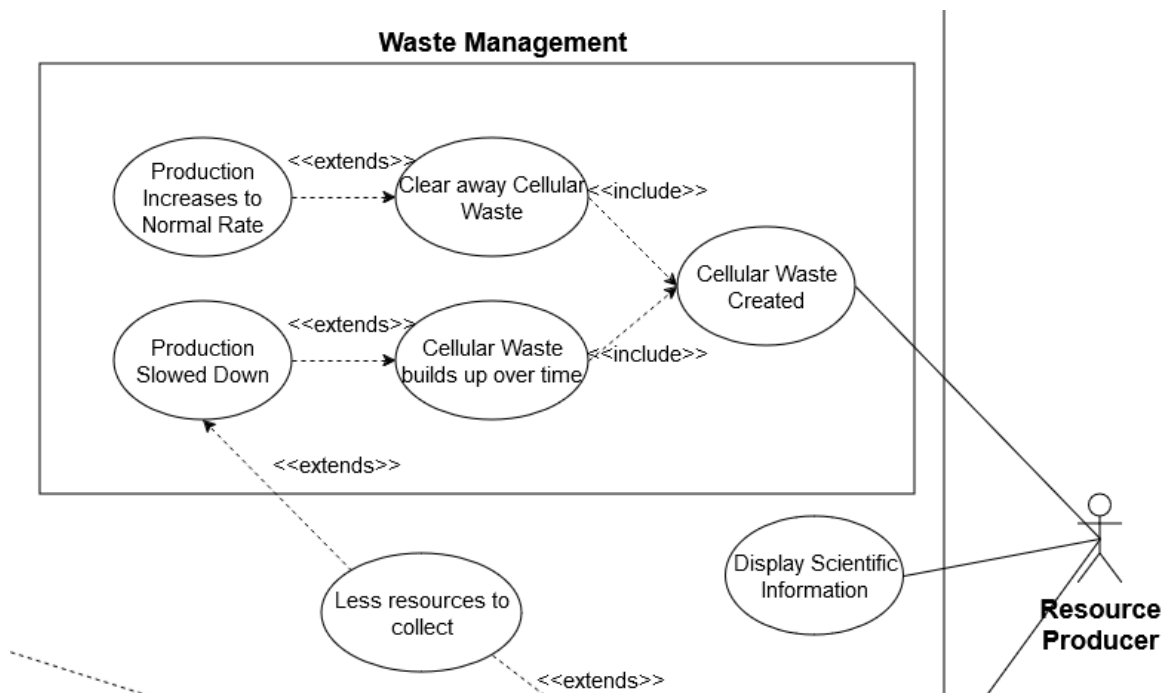 Waste Management
<<extends>>
Production
Increases to
Normal Rate
Clear away Cellular
Waste
<<include>>
Cellular Waste
Created
<<extends>>
Production
Slowed Down
Cellular Waste
builds up over time
<<include>>
<<extends>>
Display Scientific
Information
Less resources to
collect
Resource
Producer
<<extends>>